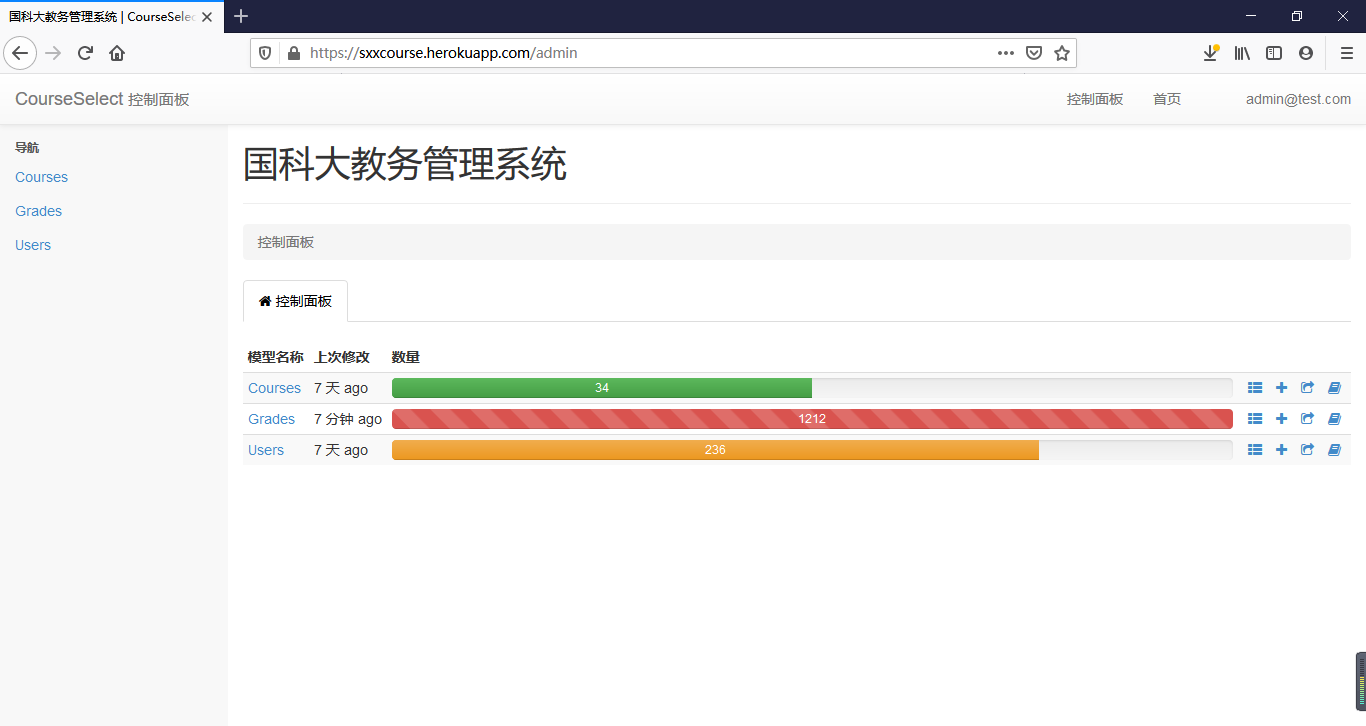 国科大教务管理系统 | CourseSelec
https://sxxcourse.herokuapp.com/admin
CourseSelect 控制面板
控制面板 首页 admin@test.com
导航
Courses
Grades
Users
国科大教务管理系统
控制面板
控制面板
模型名称 上次修改 数量
Courses 7 天 ago 34
Grades 7 分钟 ago 1212
Users 7 天 ago 236